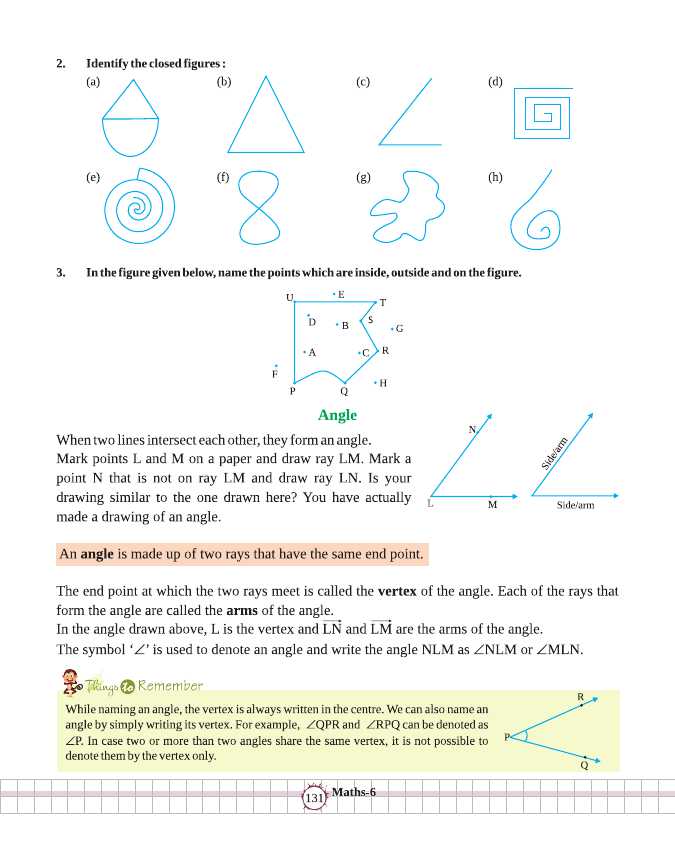 2. Identify the closed figures :
(a) (b) (c) (d)
(e) (f) (g) (h)
3. In the figure given below, name the points which are inside, outside and on the figure.
U E T
D B S G
A C R
F
P Q H
Angle
When two lines intersect each other, they form an angle.
Mark points L and M on a paper and draw ray LM. Mark a
point N that is not on ray LM and draw ray LN. Is your
drawing similar to the one drawn here? You have actually
made a drawing of an angle.
N
L M
Side/arm
Side/arm
An angle is made up of two rays that have the same end point.
The end point at which the two rays meet is called the vertex of the angle. Each of the rays that
form the angle are called the arms of the angle.
In the angle drawn above, L is the vertex and LN and LM are the arms of the angle.
The symbol ‘∠’ is used to denote an angle and write the angle NLM as ∠NLM or ∠MLN.
Things to Remember
While naming an angle, the vertex is always written in the centre. We can also name an
angle by simply writing its vertex. For example, ∠QPR and ∠RPQ can be denoted as
∠P. In case two or more than two angles share the same vertex, it is not possible to
denote them by the vertex only.
R
P
Q
131 Maths-6